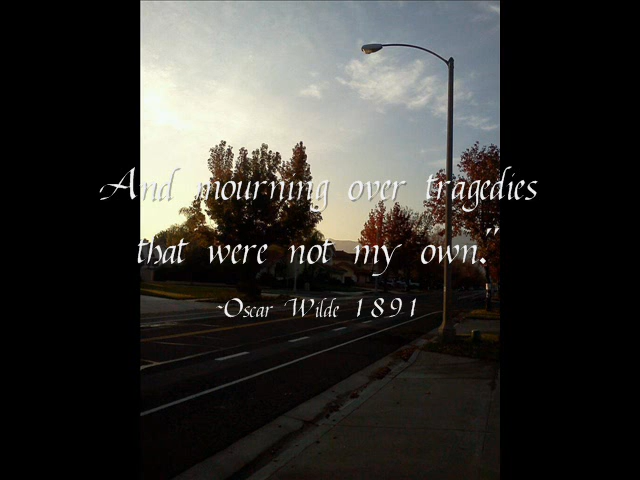 And mourning over tragedies
that were not my own."
~Oscar Wilde 1891